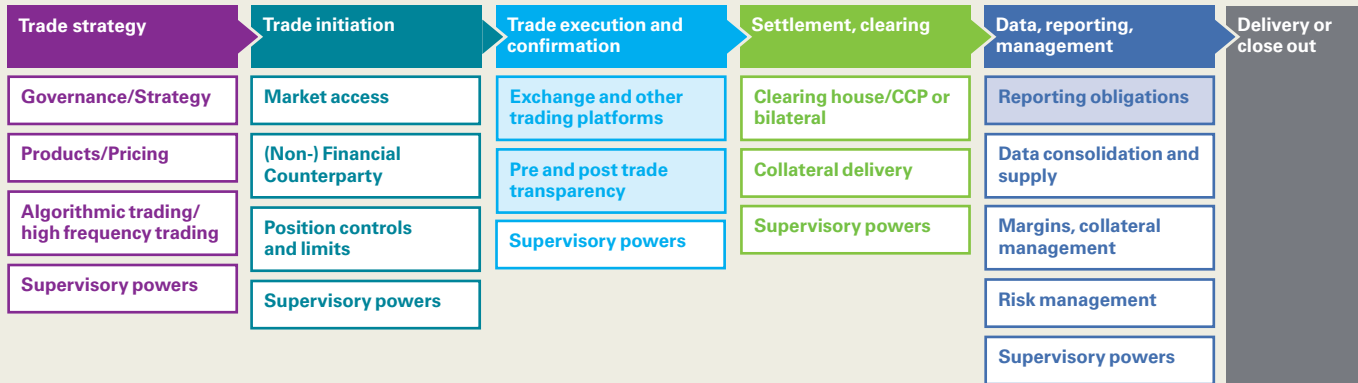 Trade strategy
Governance/Strategy
Products/Pricing
Algorithmic trading/
high frequency trading
Supervisory powers
Trade initiation
Market access
(Non-) Financial
Counterparty
Position controls
and limits
Supervisory powers
Trade execution and
confirmation
Exchange and other
trading platforms
Pre and post trade
transparency
Supervisory powers
Settlement, clearing
Clearing house/CCP or
bilateral
Collateral delivery
Supervisory powers
Data, reporting,
management
Reporting obligations
Data consolidation and
supply
Margins, collateral
management
Risk management
Supervisory powers
Delivery or
close out